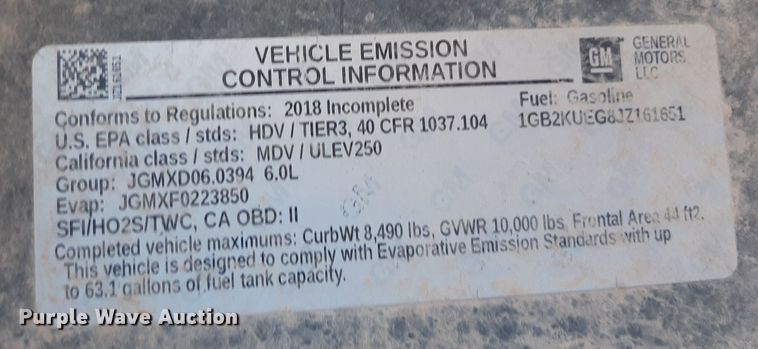 VEHICLE EMISSION
CONTROL INFORMATION
GM
GENERAL
MOTORS
LLC
Conforms to Regulations: 2018 Incomplete
Fuel: Gasoline
U.S. EPA class / stds: HDV / TIER3, 40 CFR 1037.104
1GB2KUEG8JZ161651
California class / stds: MDV / ULEV250
Group: JGMXD06.0394 6.0L
Evap: JGMXF0223850
SFI/HO2S/TWC, CA OBD: II
Completed vehicle maximums: CurbWt 8,490 lbs, GVWR 10,000 lbs, Frontal Area 44 ft2.
This vehicle is designed to comply with Evaporative Emission Standards with up
to 63.1 gallons of fuel tank capacity.
Purple Wave Auction